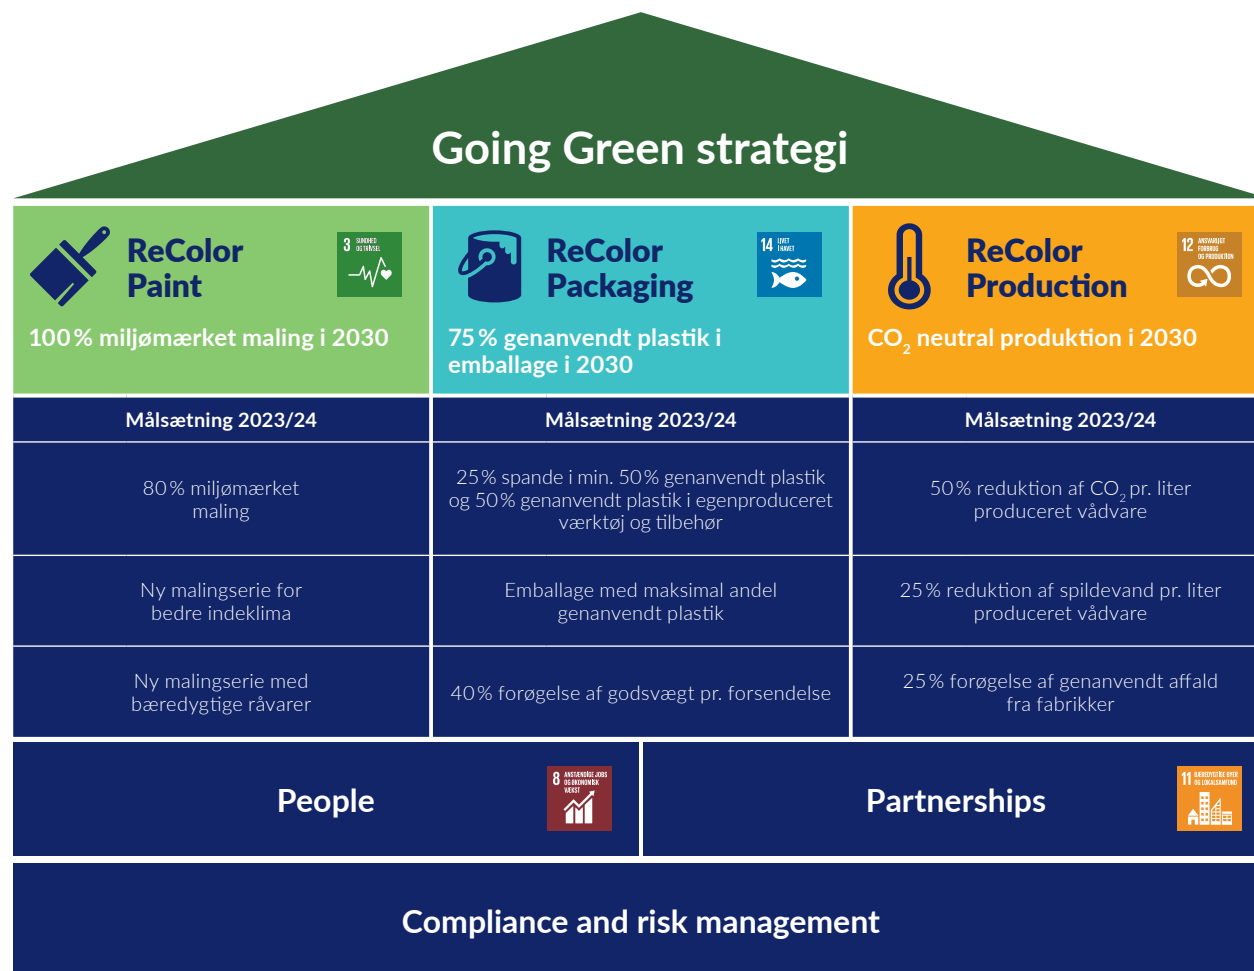 Going Green strategi
ReColor
Paint
3 SUNDHED
OG TRIVSEL
100% miljømærket maling i 2030
ReColor
Packaging
14 LIVET
I HAVET
75% genanvendt plastik i
emballage i 2030
ReColor
Production
12 ANSVARLIGT
FORBRUG
OG PRODUKTION
CO₂ neutral produktion i 2030
Målsætning 2023/24
Målsætning 2023/24
Målsætning 2023/24
80% miljømærket
maling
25% spande i min. 50% genanvendt plastik
og 50% genanvendt plastik i egenproduceret
værktøj og tilbehør
50% reduktion af CO₂ pr. liter
produceret vådvare
Ny malingserie for
bedre indeklima
Emballage med maksimal andel
genanvendt plastik
25% reduktion af spildevand pr. liter
produceret vådvare
Ny malingserie med
bæredygtige råvarer
40% forøgelse af godsvægt pr. forsendelse
25% forøgelse af genanvendt affald
fra fabrikker
People
8 ANSTÆNDIGE JOBS
OG ØKONOMISK
VÆKST
Partnerships
11 BÆREDYGTIGE BYER
OG LOKALSAMFUND
Compliance and risk management